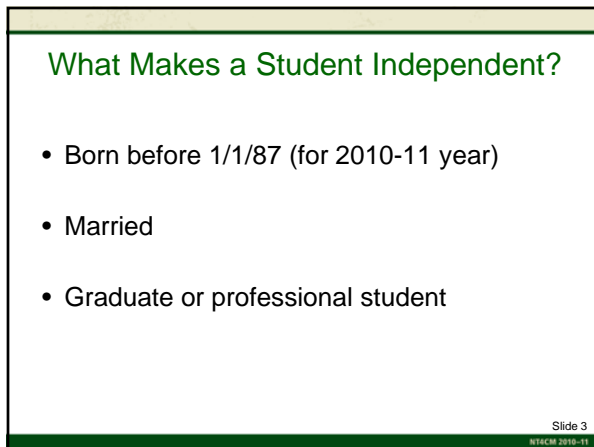 What Makes a Student Independent?
• Born before 1/1/87 (for 2010-11 year)
• Married
• Graduate or professional student
Slide 3
NT4CM 2010–11